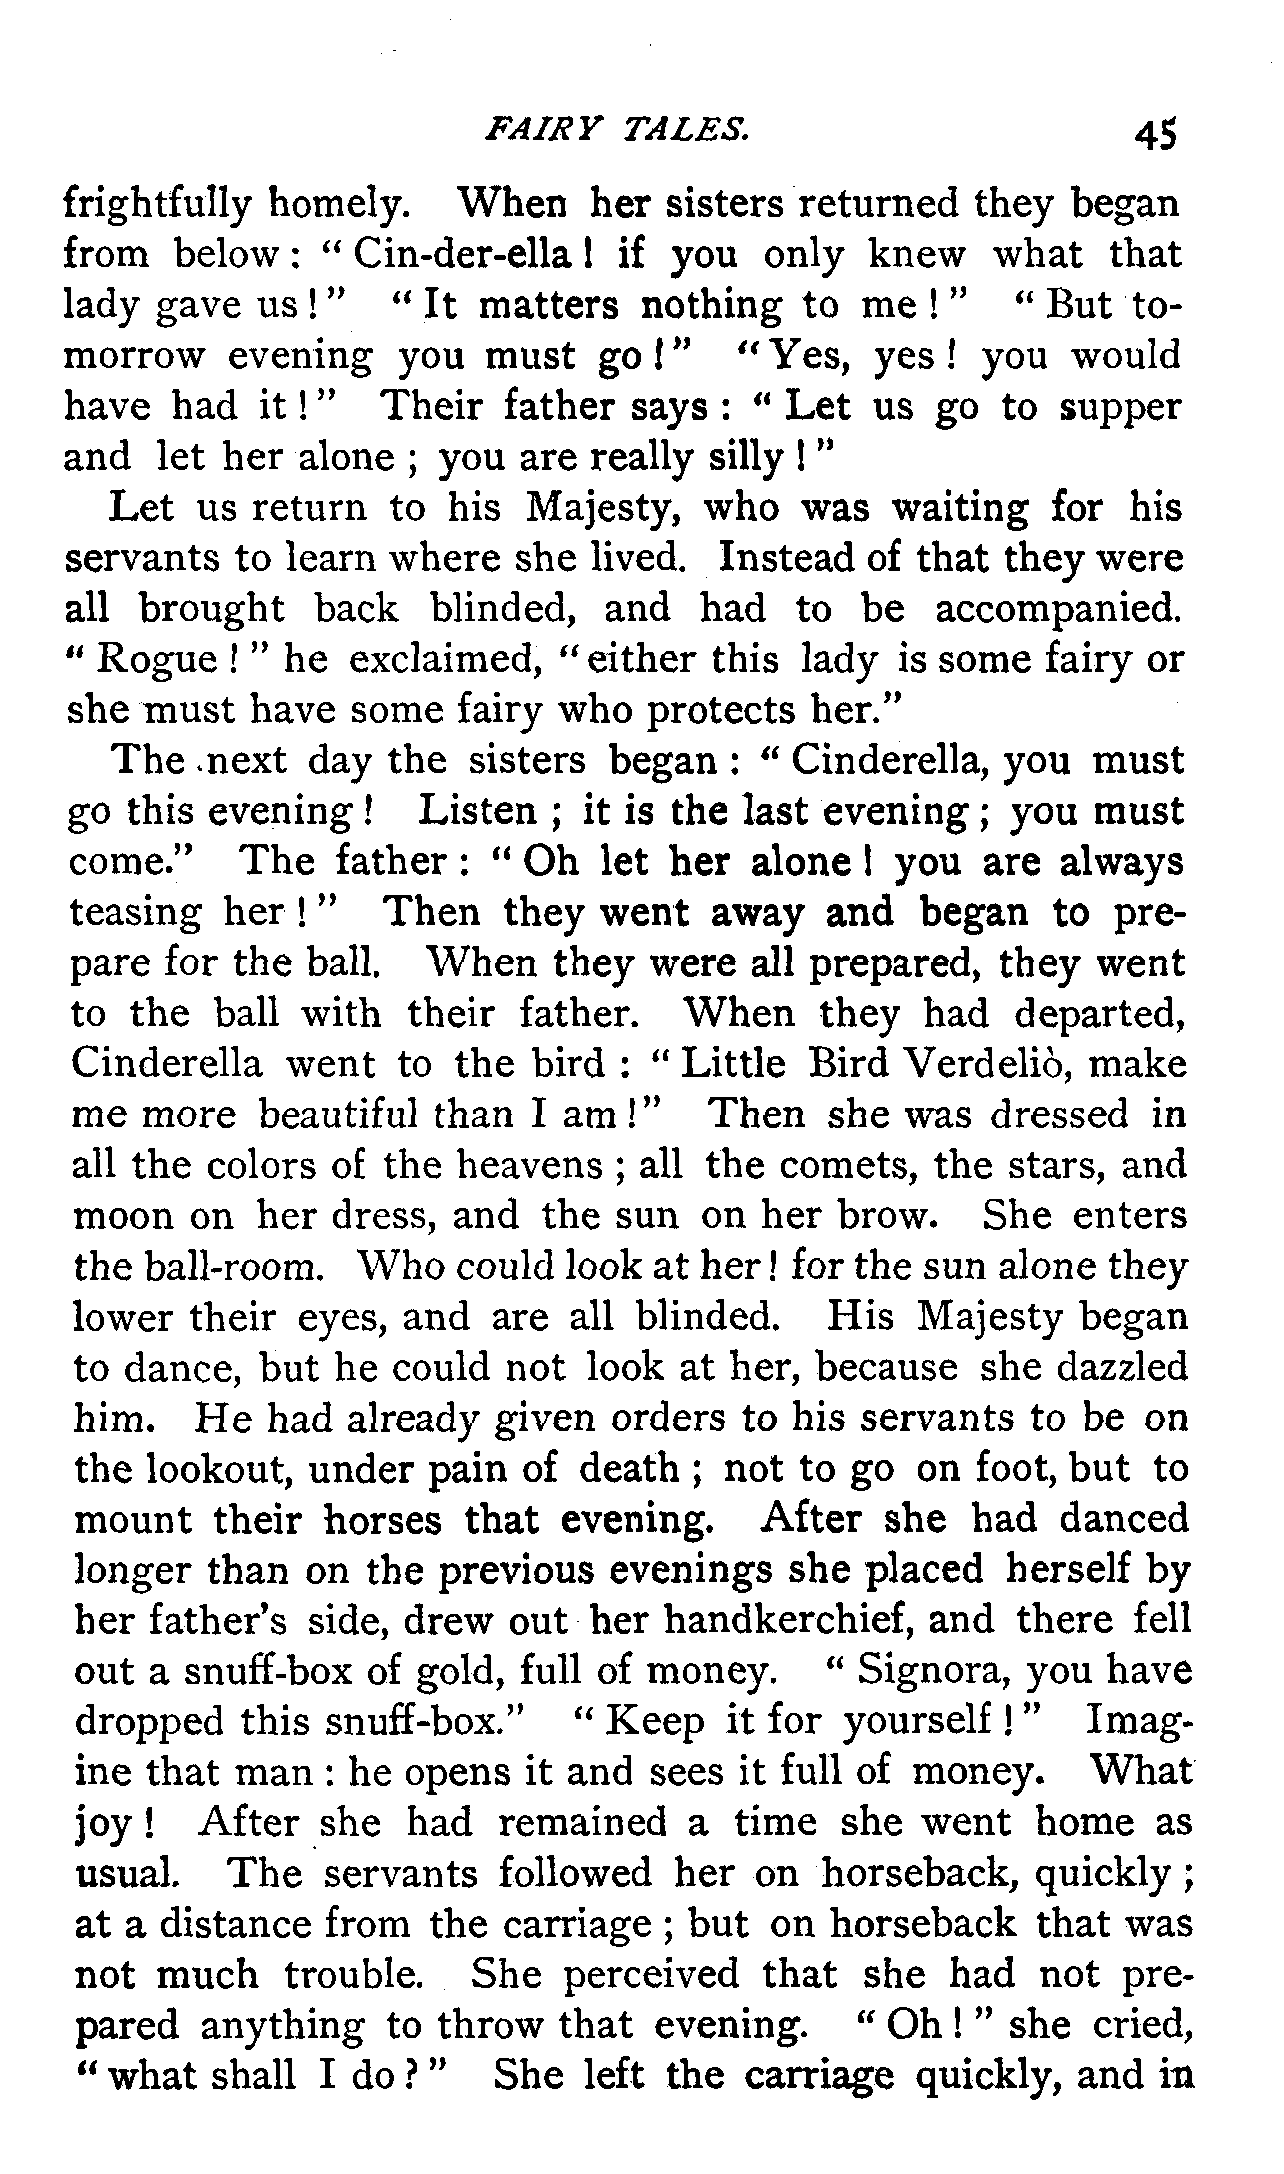 FAIRY TALES. 45
frightfully homely. When her sisters returned they began
from below: "Cin-der-ella! if you only knew what that
lady gave us!" "It matters nothing to me!" "But to-
morrow evening you must go!" "Yes, yes! you would
have had it!" Their father says: "Let us go to supper
and let her alone; you are really silly!"
Let us return to his Majesty, who was waiting for his
servants to learn where she lived. Instead of that they were
all brought back blinded, and had to be accompanied.
"Rogue!" he exclaimed, "either this lady is some fairy or
she must have some fairy who protects her."
The next day the sisters began: "Cinderella, you must
go this evening! Listen; it is the last evening; you must
come." The father: "Oh let her alone! you are always
teasing her!" Then they went away and began to pre-
pare for the ball. When they were all prepared, they went
to the ball with their father. When they had departed,
Cinderella went to the bird: "Little Bird Verdeliò, make
me more beautiful than I am!" Then she was dressed in
all the colors of the heavens; all the comets, the stars, and
moon on her dress, and the sun on her brow. She enters
the ball-room. Who could look at her! for the sun alone they
lower their eyes, and are all blinded. His Majesty began
to dance, but he could not look at her, because she dazzled
him. He had already given orders to his servants to be on
the lookout, under pain of death; not to go on foot, but to
mount their horses that evening. After she had danced
longer than on the previous evenings she placed herself by
her father's side, drew out her handkerchief, and there fell
out a snuff-box of gold, full of money. "Signora, you have
dropped this snuff-box." "Keep it for yourself!" Imag-
ine that man: he opens it and sees it full of money. What
joy! After she had remained a time she went home as
usual. The servants followed her on horseback, quickly;
at a distance from the carriage; but on horseback that was
not much trouble. She perceived that she had not pre-
pared anything to throw that evening. "Oh!" she cried,
"what shall I do?" She left the carriage quickly, and in